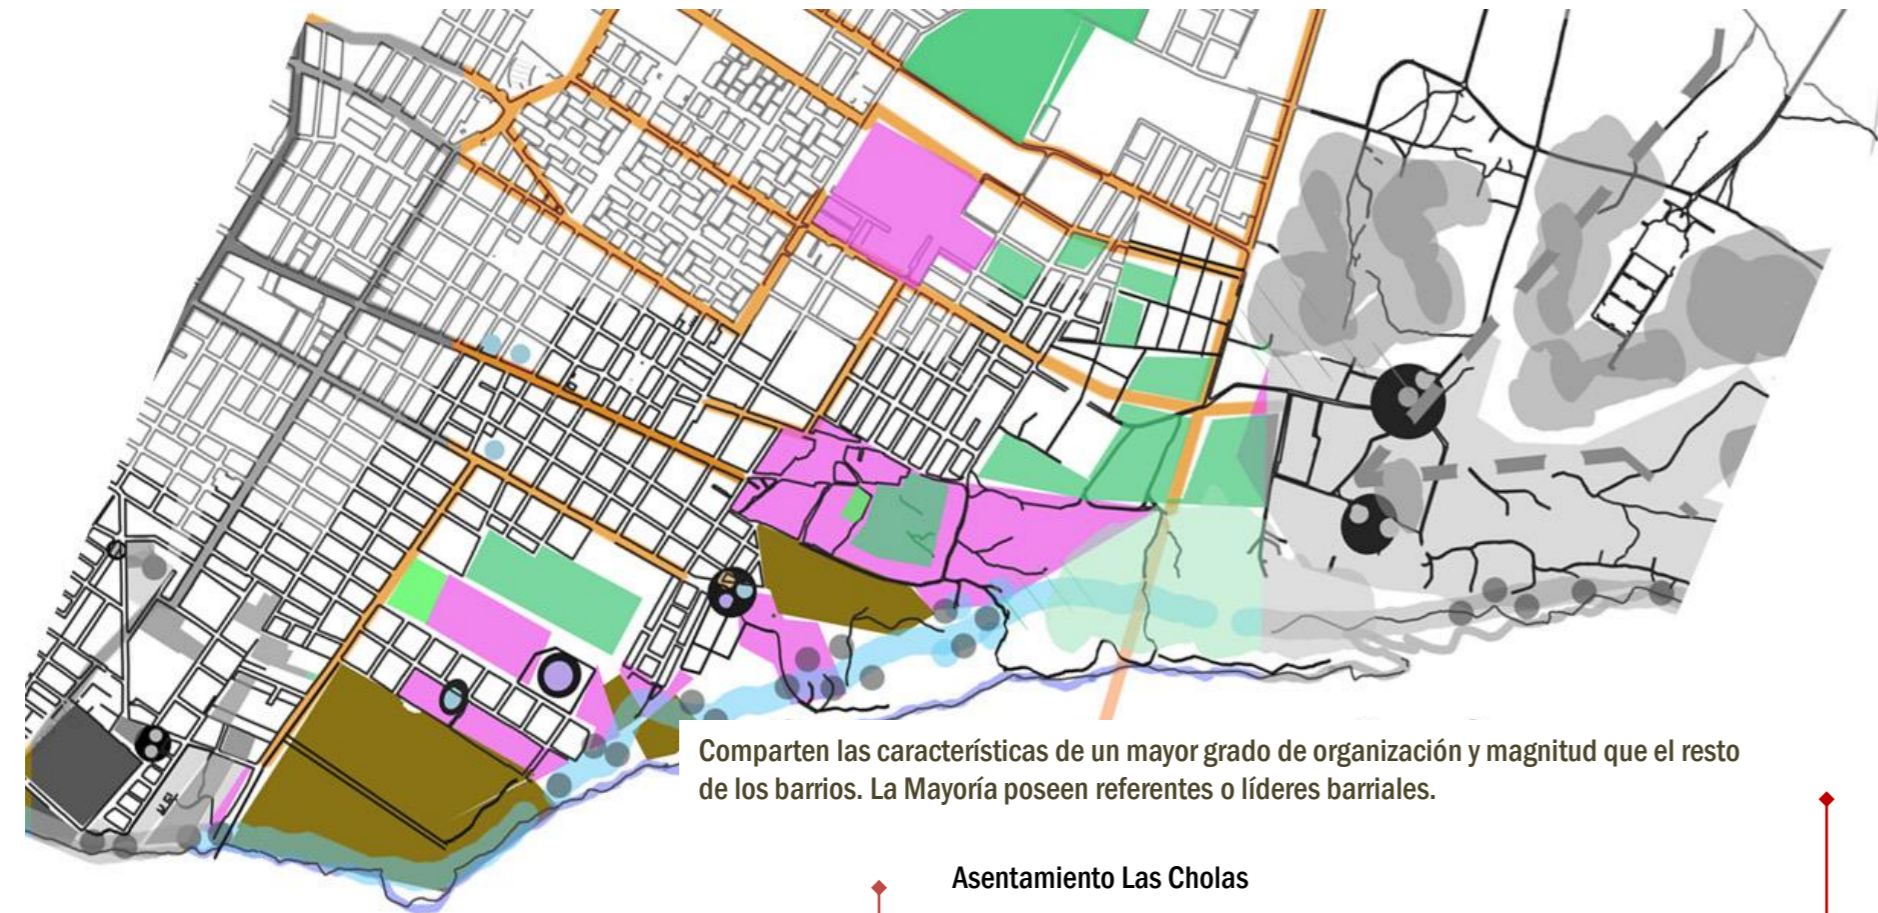 Comparten las características de un mayor grado de organización y magnitud que el resto
de los barrios. La Mayoría poseen referentes o líderes barriales.
Asentamiento Las Cholas